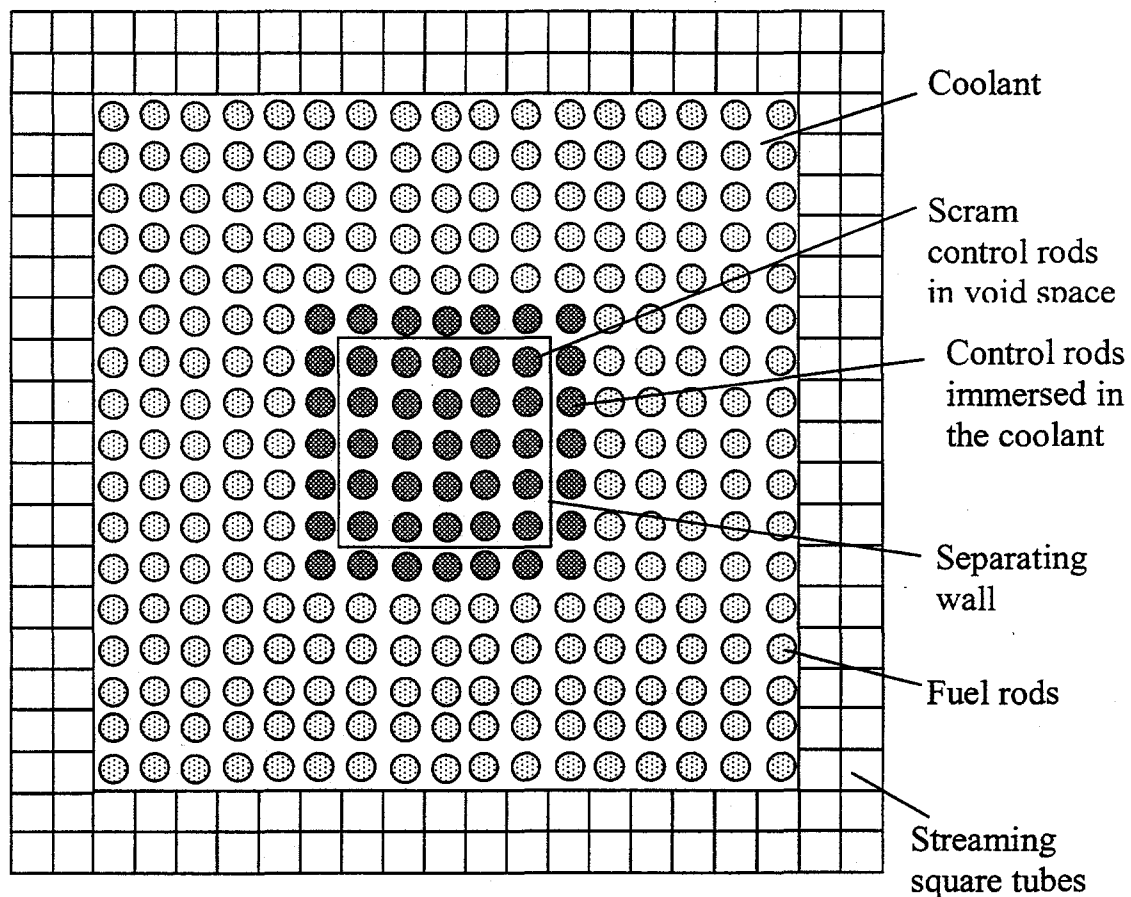 Coolant
Scram
control rods
in void space
Control rods
immersed in
the coolant
Separating
wall
Fuel rods
Streaming
square tubes